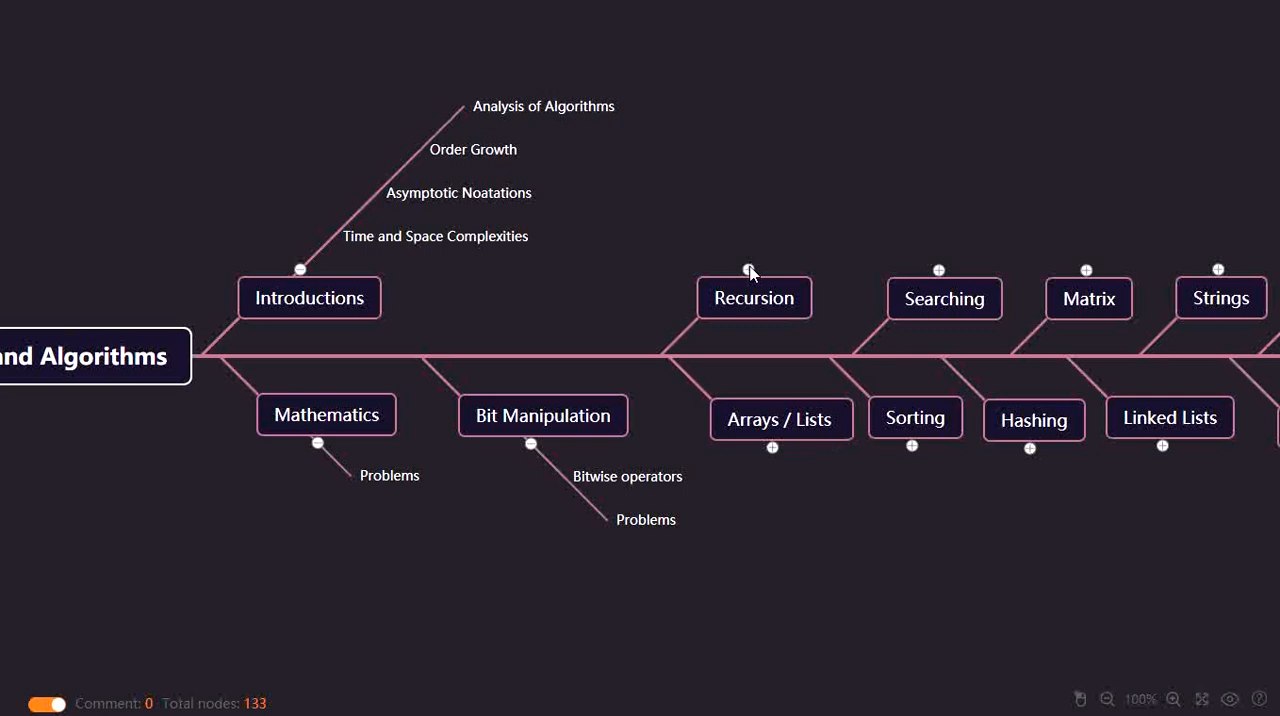 Analysis of Algorithms
Order Growth
Asymptotic Noatations
Time and Space Complexities
Introductions
Recursion
Searching
Matrix
Strings
and Algorithms
Mathematics
Bit Manipulation
Arrays / Lists
Sorting
Hashing
Linked Lists
Problems
Bitwise operators
Problems
Comment: 0 Total nodes: 133
100%